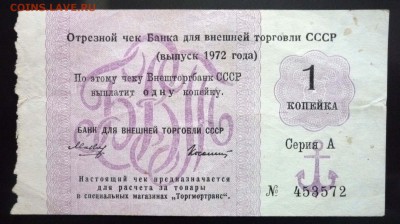 COINS.SU.RU
Отрезной чек Банка для внешней торговли СССР
(выпуск 1972 года)
По этому чеку Внешторгбанк СССР
выплатит ОДНУ копейку.
БАНК ДЛЯ ВНЕШНЕЙ ТОРГОВЛИ СССР
Настоящий чек предназначается
для расчета за товары
в специальных магазинах „Торгмортранс".
1
КОПЕЙКА
Серия А
№ 453572